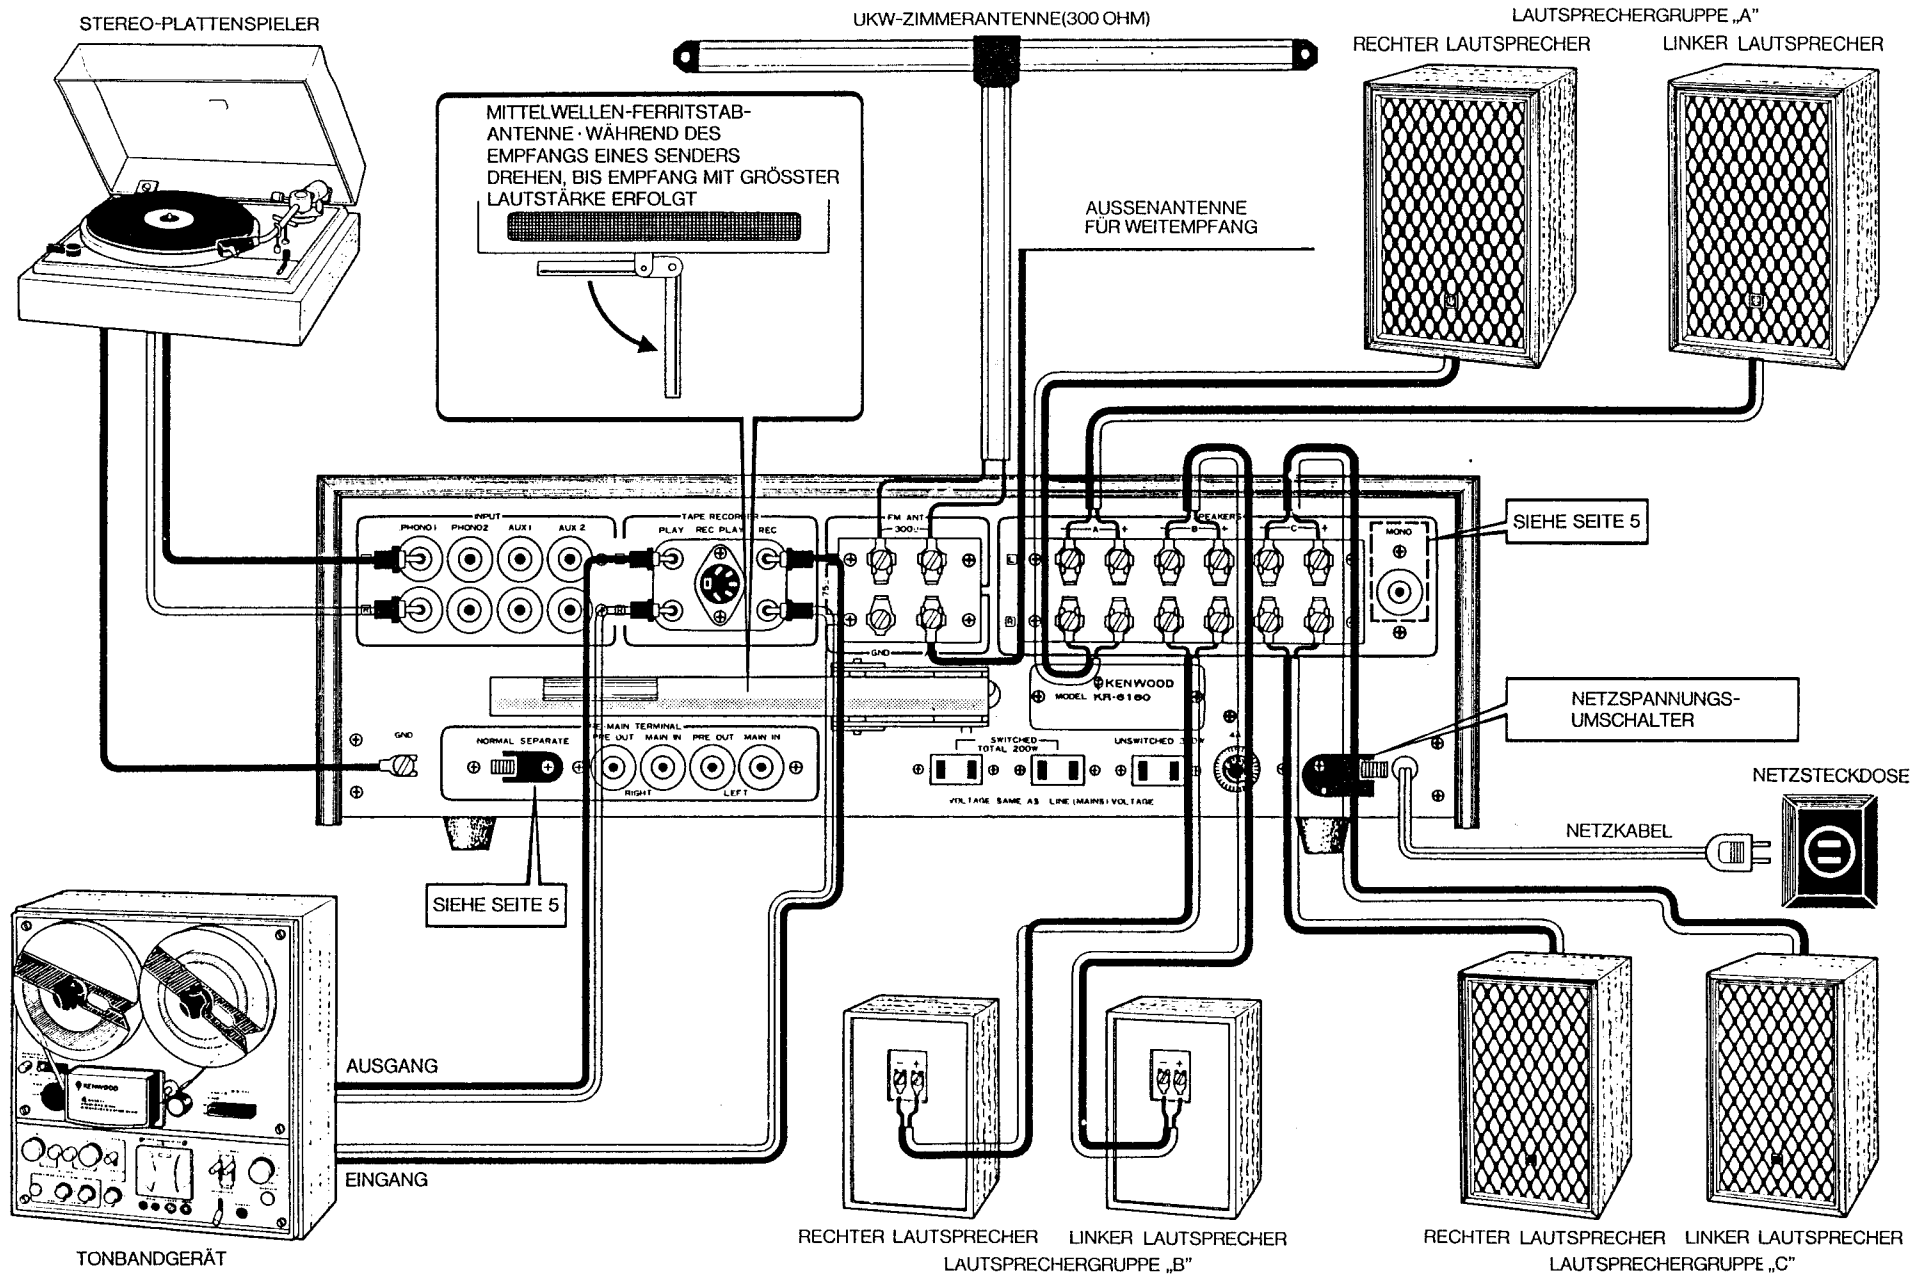 STEREO-PLATTENSPIELER
UKW-ZIMMERANTENNE(300 OHM)
LAUTSPRECHERGRUPPE „A"
RECHTER LAUTSPRECHER
LINKER LAUTSPRECHER
MITTELWELLEN-FERRITSTAB-
ANTENNE · WÄHREND DES
EMPFANGS EINES SENDERS
DREHEN, BIS EMPFANG MIT GRÖSSTER
LAUTSTÄRKE ERFOLGT
AUSSENANTENNE
FÜR WEITEMPFANG
INPUT
PHONO1 PHONO2 AUX1 AUX 2
TAPE RECORDER
PLAY REC PLAY REC
FM ANT
300
75
GND
SPEAKERS
- A +
- B +
- C +
L
R
MONO
SIEHE SEITE 5
KENWOOD
MODEL KR-6160
NETZSPANNUNGS-
UMSCHALTER
GND
PRE-MAIN TERMINAL
NORMAL SEPARATE
PRE OUT MAIN IN PRE OUT MAIN IN
RIGHT LEFT
SWITCHED
TOTAL 200W
UNSWITCHED
4A
VOLTAGE SAME AS LINE (MAINS) VOLTAGE
NETZSTECKDOSE
NETZKABEL
SIEHE SEITE 5
AUSGANG
KENWOOD
EINGANG
TONBANDGERÄT
- +
- +
RECHTER LAUTSPRECHER
LINKER LAUTSPRECHER
LAUTSPRECHERGRUPPE „B"
RECHTER LAUTSPRECHER
LINKER LAUTSPRECHER
LAUTSPRECHERGRUPPE „C"